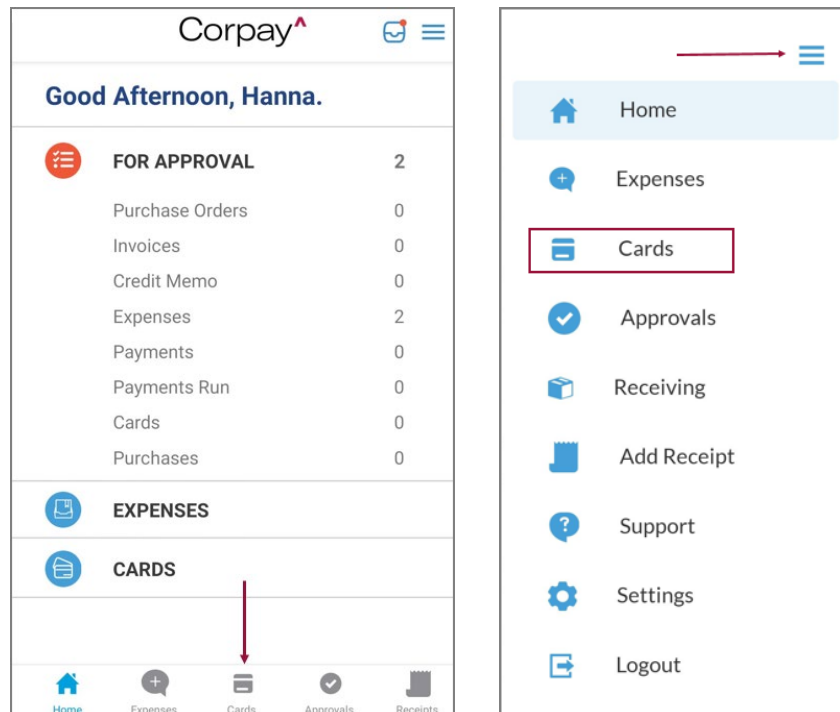 Corpay^
Good Afternoon, Hanna.
FOR APPROVAL 2
Purchase Orders 0
Invoices 0
Credit Memo 0
Expenses 2
Payments 0
Payments Run 0
Cards 0
Purchases 0
EXPENSES
CARDS
Home Expenses Cards Approvals Receipts
Home
Expenses
Cards
Approvals
Receiving
Add Receipt
Support
Settings
Logout